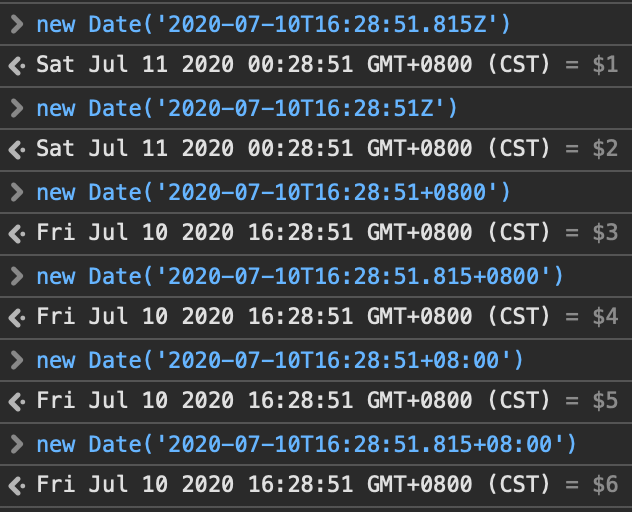 > new Date('2020-07-10T16:28:51.815Z')
< Sat Jul 11 2020 00:28:51 GMT+0800 (CST) = $1
> new Date('2020-07-10T16:28:51Z')
< Sat Jul 11 2020 00:28:51 GMT+0800 (CST) = $2
> new Date('2020-07-10T16:28:51+0800')
< Fri Jul 10 2020 16:28:51 GMT+0800 (CST) = $3
> new Date('2020-07-10T16:28:51.815+0800')
< Fri Jul 10 2020 16:28:51 GMT+0800 (CST) = $4
> new Date('2020-07-10T16:28:51+08:00')
< Fri Jul 10 2020 16:28:51 GMT+0800 (CST) = $5
> new Date('2020-07-10T16:28:51.815+08:00')
< Fri Jul 10 2020 16:28:51 GMT+0800 (CST) = $6